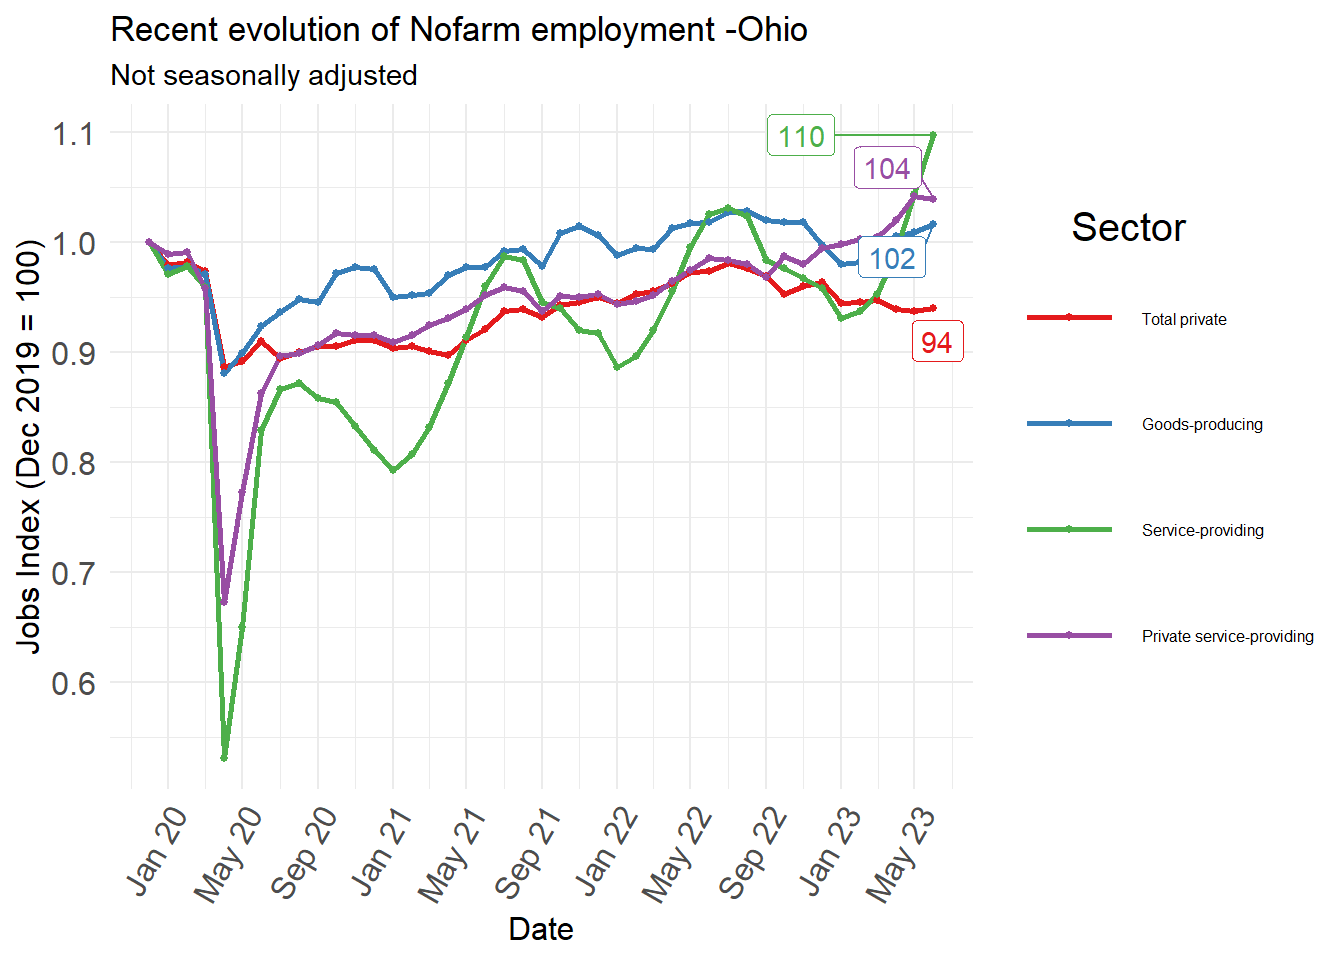 Recent evolution of Nofarm employment -Ohio
Not seasonally adjusted
Jobs Index (Dec 2019 = 100)
1.1
1.0
0.9
0.8
0.7
0.6
110
104
102
94
Jan 20
May 20
Sep 20
Jan 21
May 21
Sep 21
Jan 22
May 22
Sep 22
Jan 23
May 23
Date
Sector
Total private
Goods-producing
Service-providing
Private service-providing